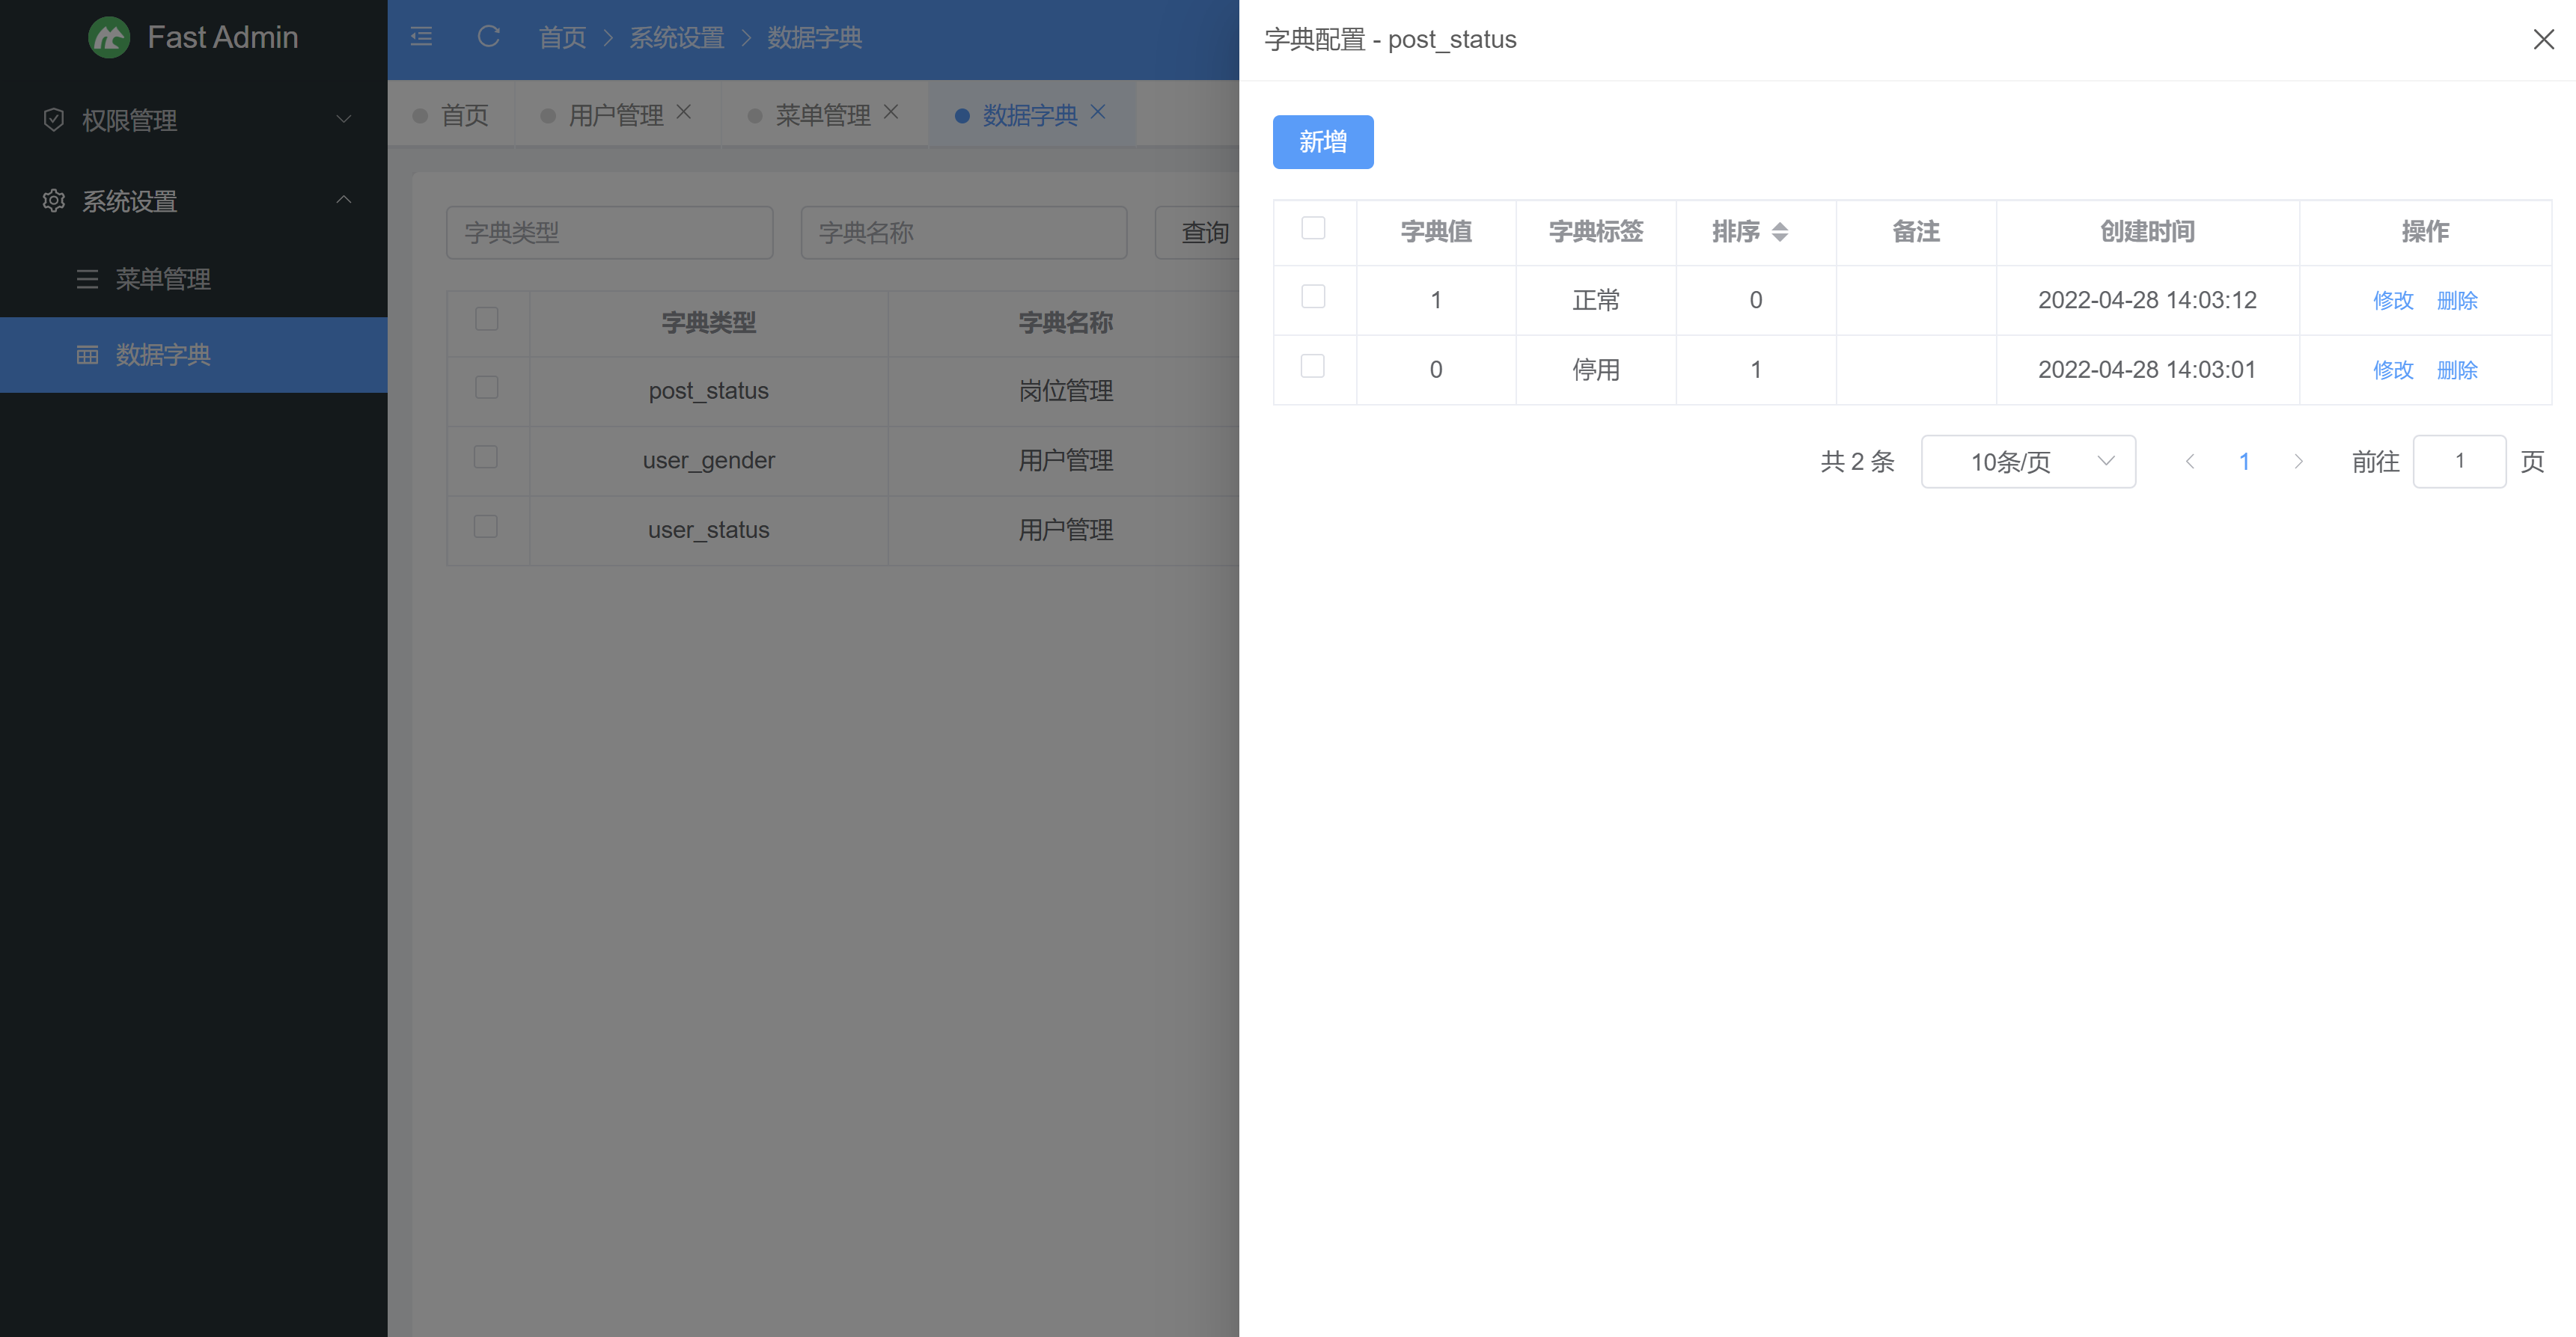 Fast Admin
权限管理
系统设置
菜单管理
数据字典
首页 系统设置 数据字典
首页 用户管理 菜单管理 数据字典
字典类型 字典名称 查询
字典类型 字典名称
post_status 岗位管理
user_gender 用户管理
user_status 用户管理
字典配置 - post_status
新增
字典值 字典标签 排序 备注 创建时间 操作
1 正常 0 2022-04-28 14:03:12 修改 删除
0 停用 1 2022-04-28 14:03:01 修改 删除
共 2 条 10条/页 1 前往 1 页